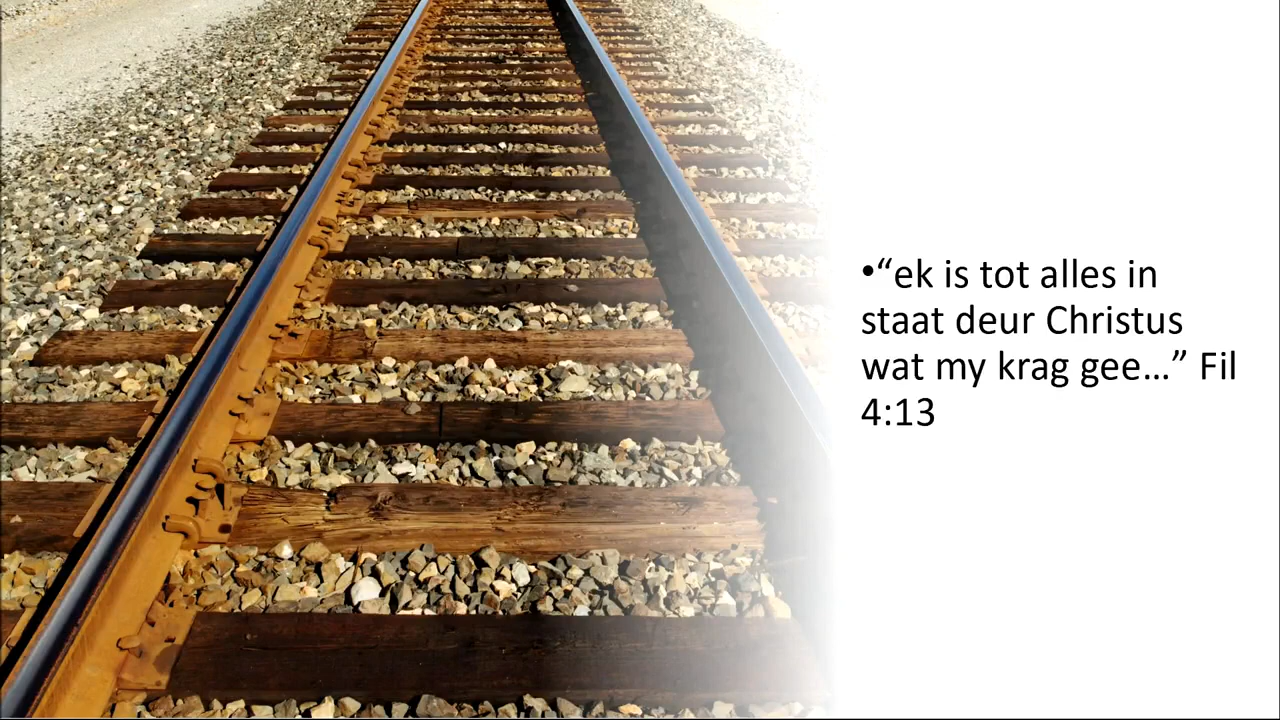 •“ek is tot alles in
staat deur Christus
wat my krag gee…” Fil
4:13